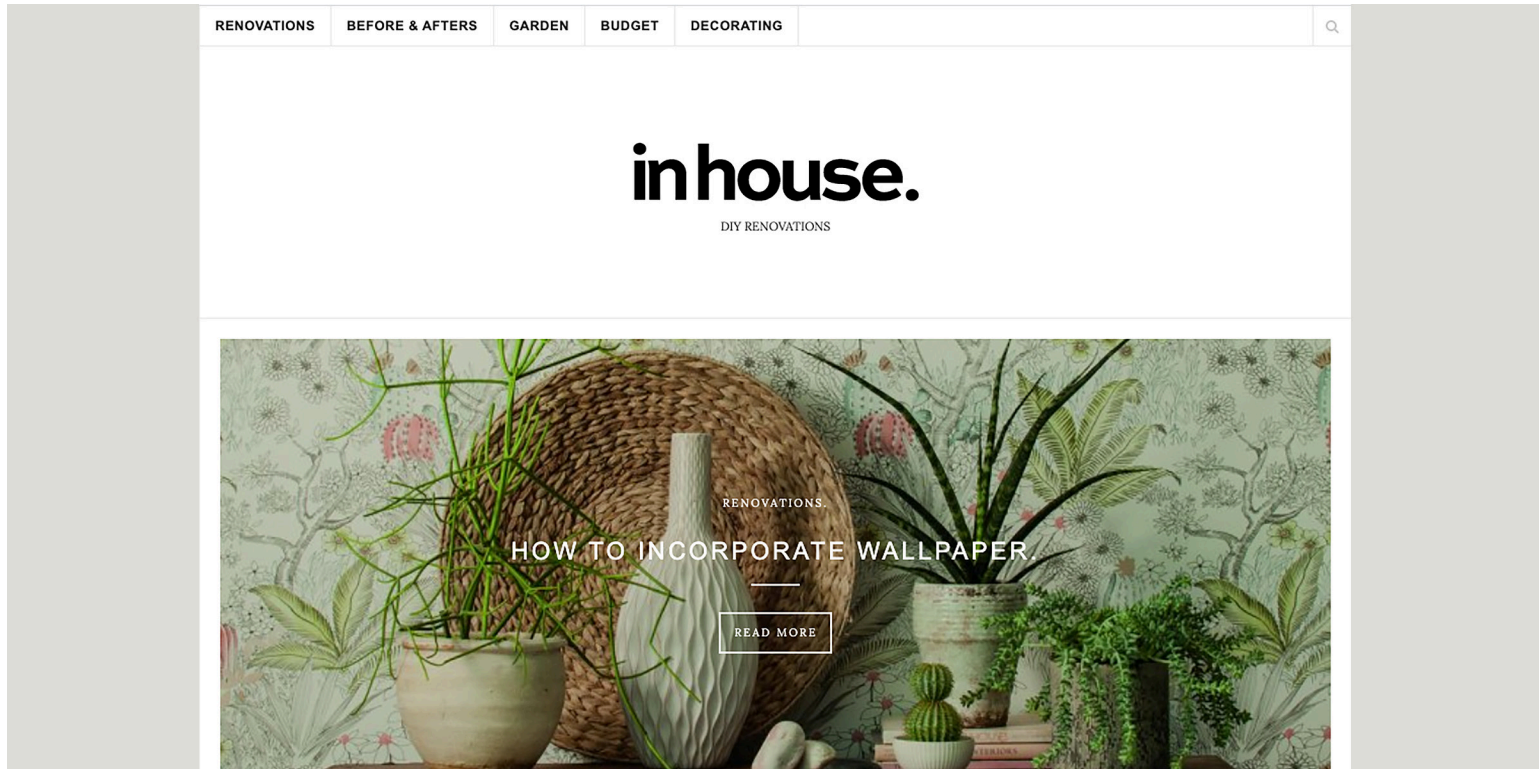 RENOVATIONS BEFORE & AFTERS GARDEN BUDGET DECORATING
in house.
DIY RENOVATIONS
RENOVATIONS.
HOW TO INCORPORATE WALLPAPER.
READ MORE